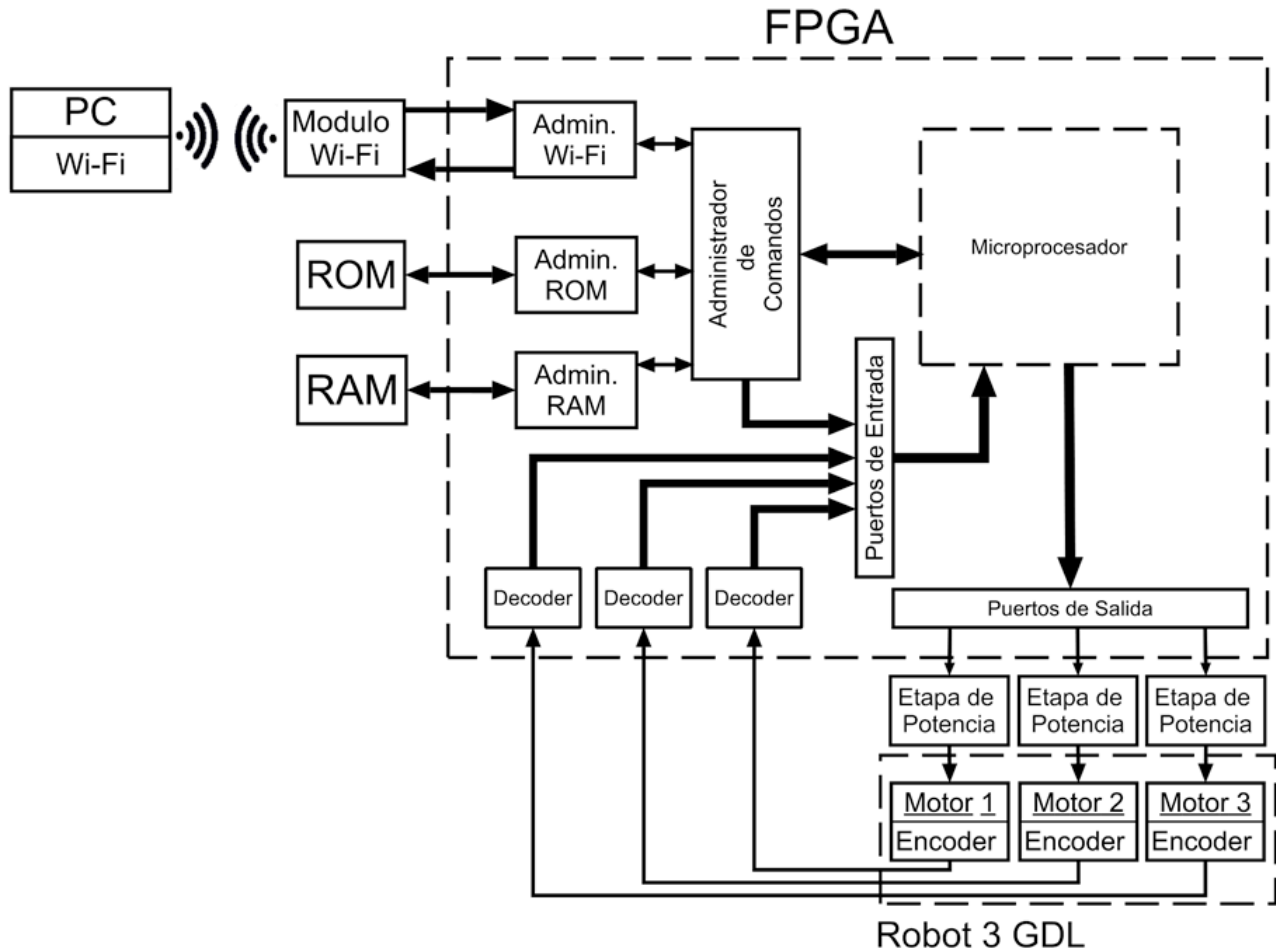 FPGA
PC
Wi-Fi
Modulo
Wi-Fi
Admin.
Wi-Fi
Administrador
de
Comandos
Microprocesador
ROM
Admin.
ROM
RAM
Admin.
RAM
Puertos de Entrada
Decoder
Decoder
Decoder
Puertos de Salida
Etapa de
Potencia
Etapa de
Potencia
Etapa de
Potencia
Motor 1
Encoder
Motor 2
Encoder
Motor 3
Encoder
Robot 3 GDL